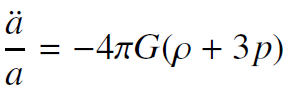 ä/a = −4πG(ρ + 3p)